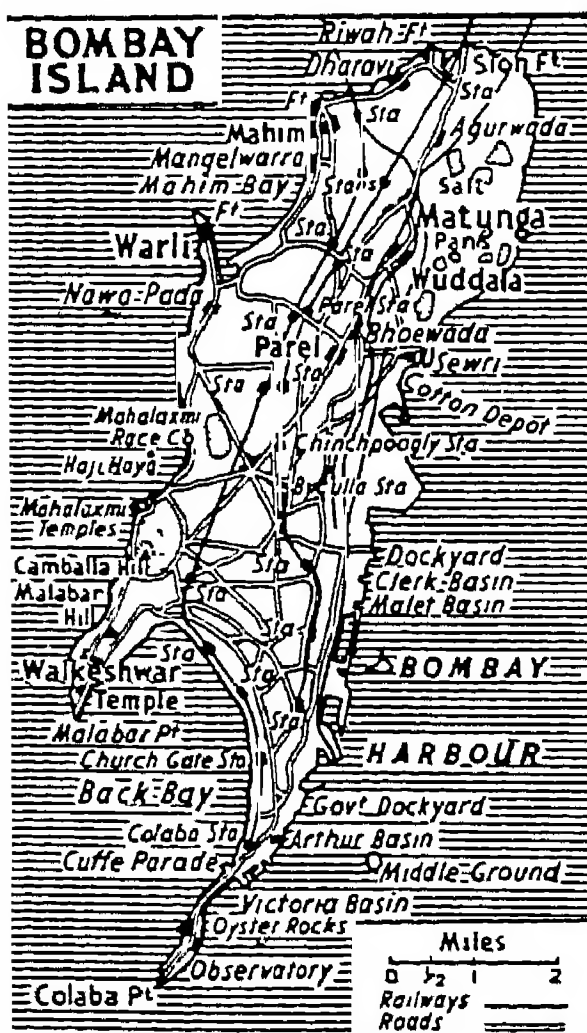 BOMBAY
ISLAND
Riwah Ft
Dharavi
Sion Ft
Ft
Sta
Sta
Mahim
Agurwada
Mangelwarra
Mahim Bay
Stans
Salt
Pans
Ft
Matunga
Warli
Sta
Sta
Wuddala
Nawa-Pada
Parel Sta
Sta
Bhoewada
Parel
Sewri
Sta
Sta
Cotton Depot
Mahalaxmi
Race Co
Chinchpoogly Sta
Haji Haya
Sta
Mahalaxmi
Temples
Dockyard
Camballa Hill
Sta
Clerk Basin
Malabar
Hill
Sta
Malet Basin
Sta
Walkeshwar
Temple
Sta
BOMBAY
Sta
Malabar Pt
Church Gate Sta
HARBOUR
Back Bay
Govt Dockyard
Colaba Sta
Arthur Basin
Cuffe Parade
Middle Ground
Victoria Basin
Oyster Rocks
Observatory
Colaba Pt
Miles
0 ½ 1 2
Railways
Roads